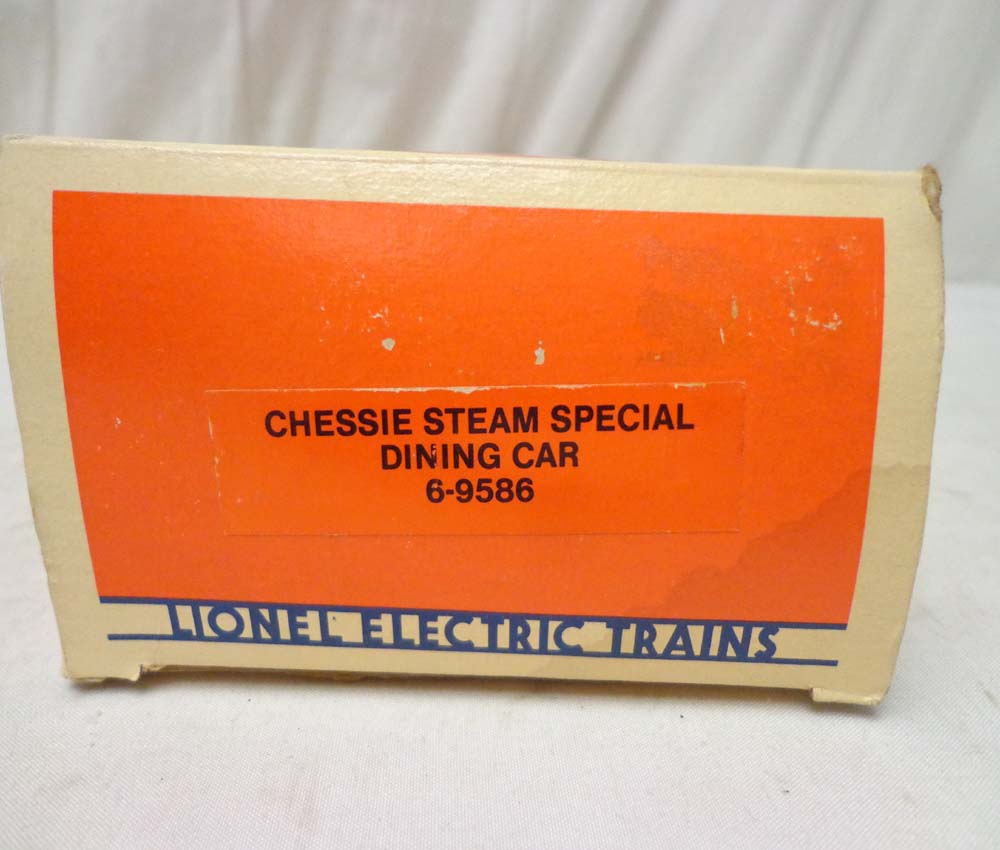 CHESSIE STEAM SPECIAL
DINING CAR
6-9586
LIONEL ELECTRIC TRAINS